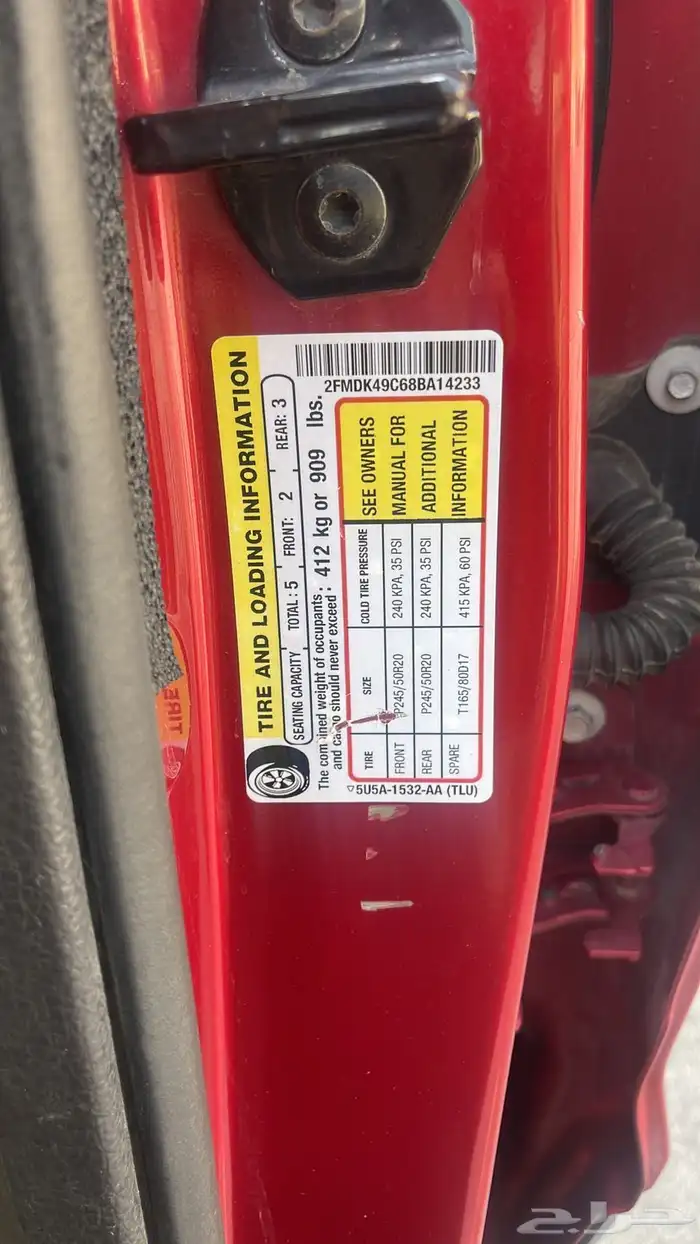 2FMDK49C68BA14233
TIRE AND LOADING INFORMATION
SEATING CAPACITY TOTAL: 5 FRONT: 2 REAR: 3
The combined weight of occupants : 412 kg or 909 lbs.
and cargo should never exceed :
TIRE SIZE COLD TIRE PRESSURE
FRONT P245/50R20 240 KPA, 35 PSI
REAR P245/50R20 240 KPA, 35 PSI
SPARE T165/80D17 415 KPA, 60 PSI
SEE OWNERS
MANUAL FOR
ADDITIONAL
INFORMATION
5U5A-1532-AA (TLU)
TIRE
حراج